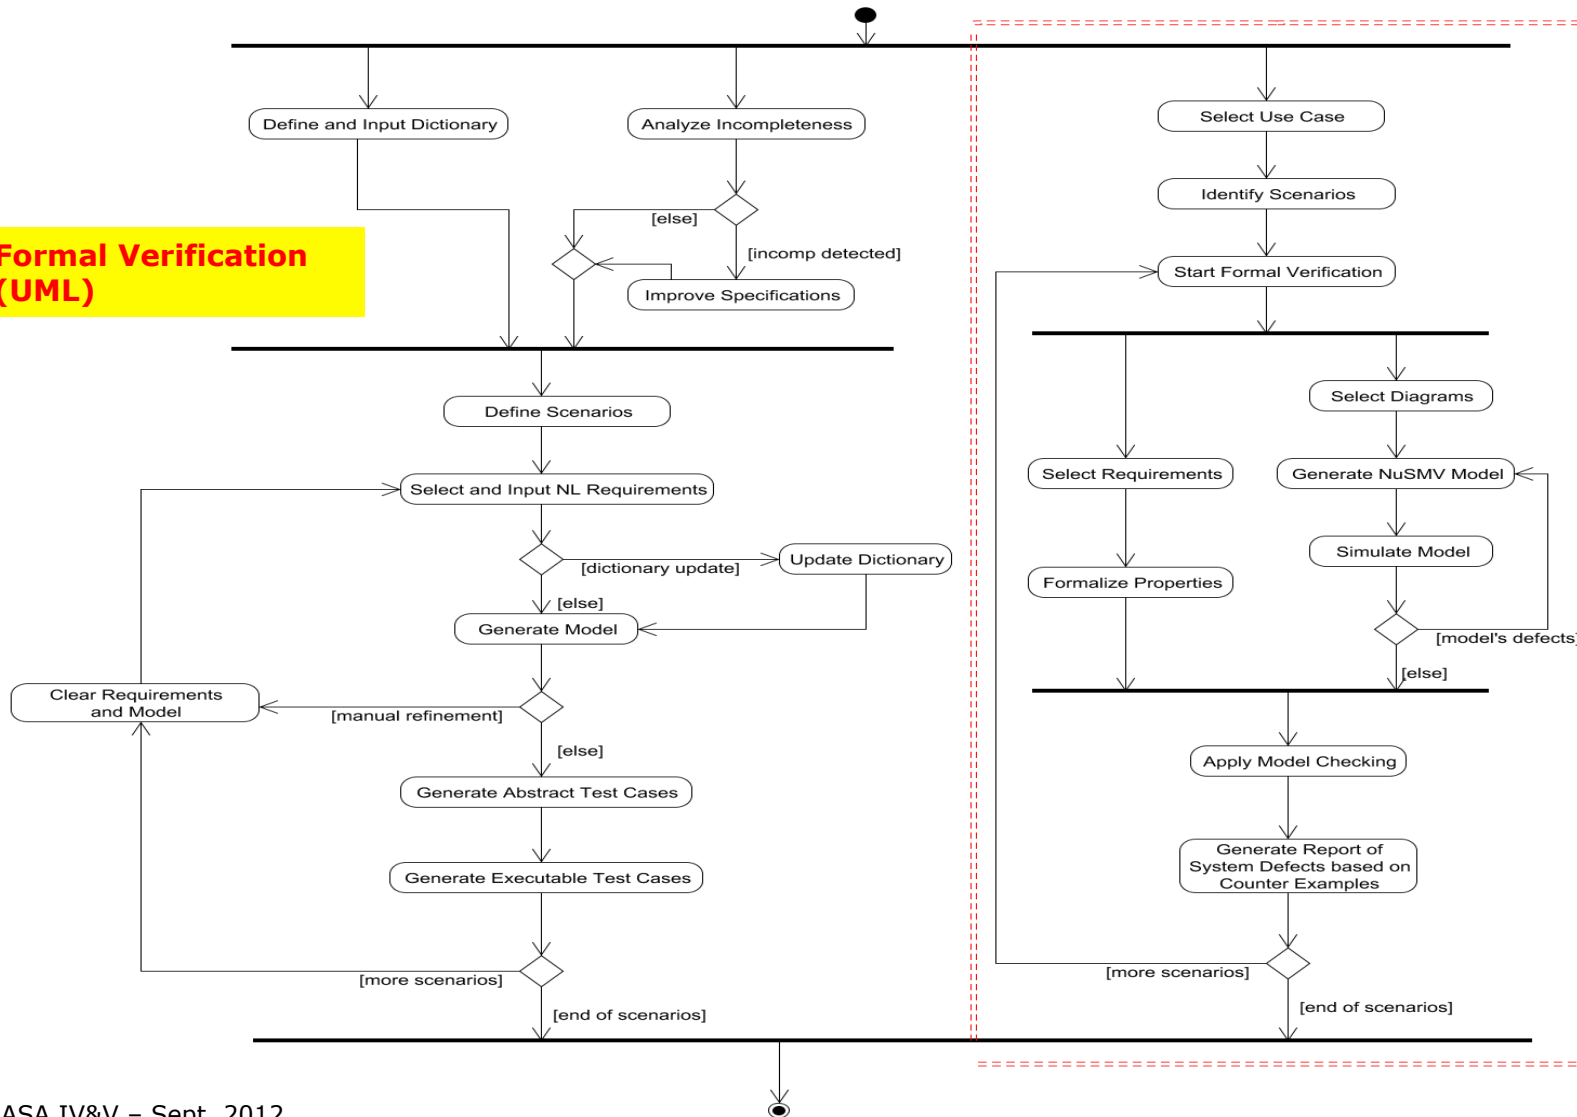 Define and Input Dictionary
Analyze Incompleteness
Select Use Case
Identify Scenarios
[else]
[incomp detected]
Formal Verification
(UML)
Start Formal Verification
Improve Specifications
Define Scenarios
Select Diagrams
Select and Input NL Requirements
Select Requirements
Generate NuSMV Model
[dictionary update]
Update Dictionary
Simulate Model
Formalize Properties
[else]
Generate Model
[model's defects]
[else]
Clear Requirements
and Model
[manual refinement]
[else]
Apply Model Checking
Generate Abstract Test Cases
Generate Report of
System Defects based on
Counter Examples
Generate Executable Test Cases
[more scenarios]
[more scenarios]
[end of scenarios]
[end of scenarios]
ASA IV&V – Sept. 2012